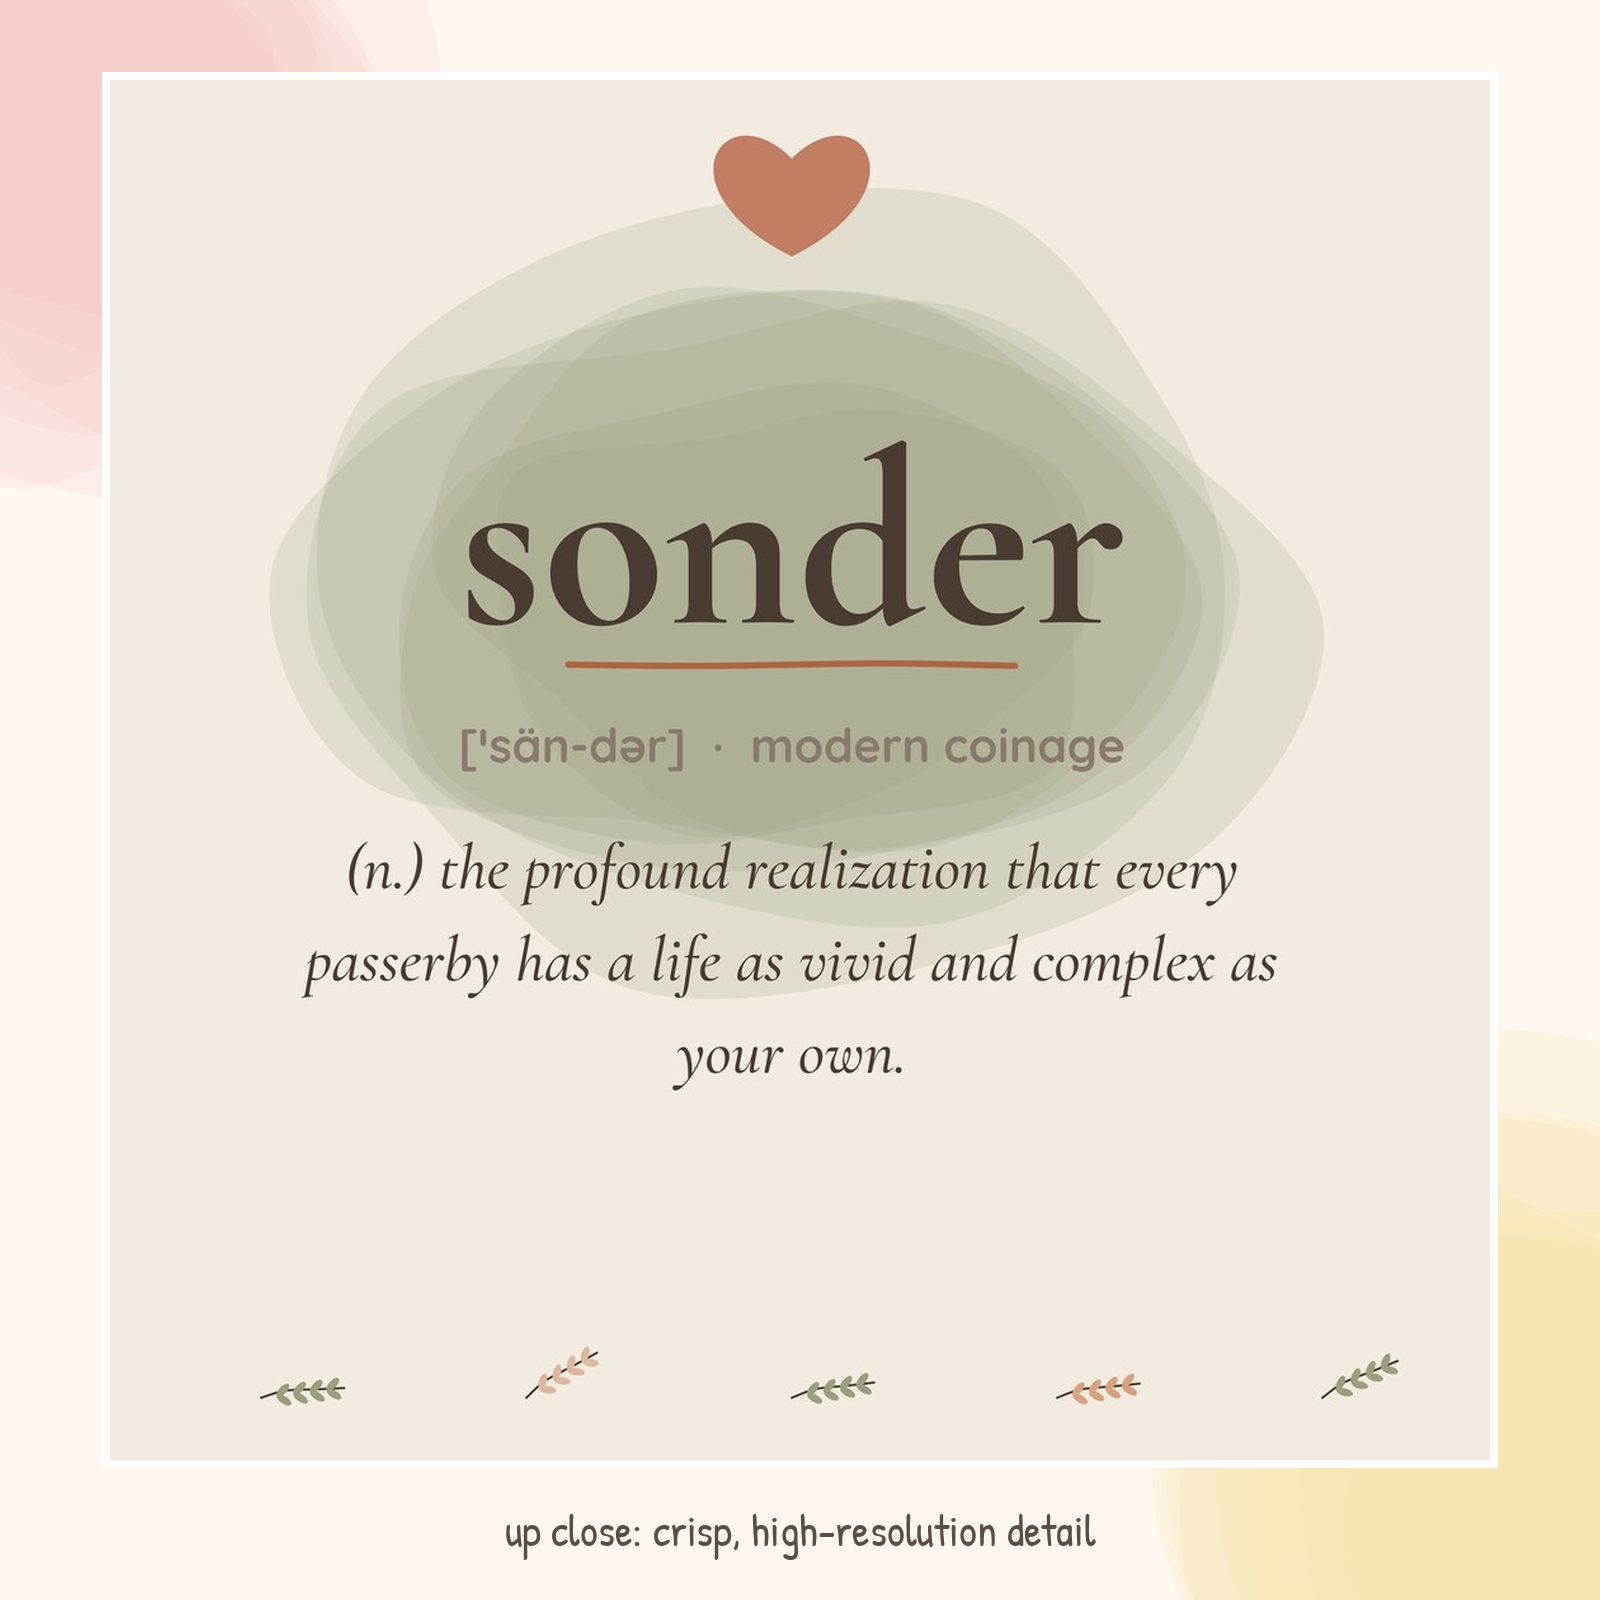 sonder
['sän-dər] · modern coinage
(n.) the profound realization that every
passerby has a life as vivid and complex as
your own.
up close: crisp, high-resolution detail